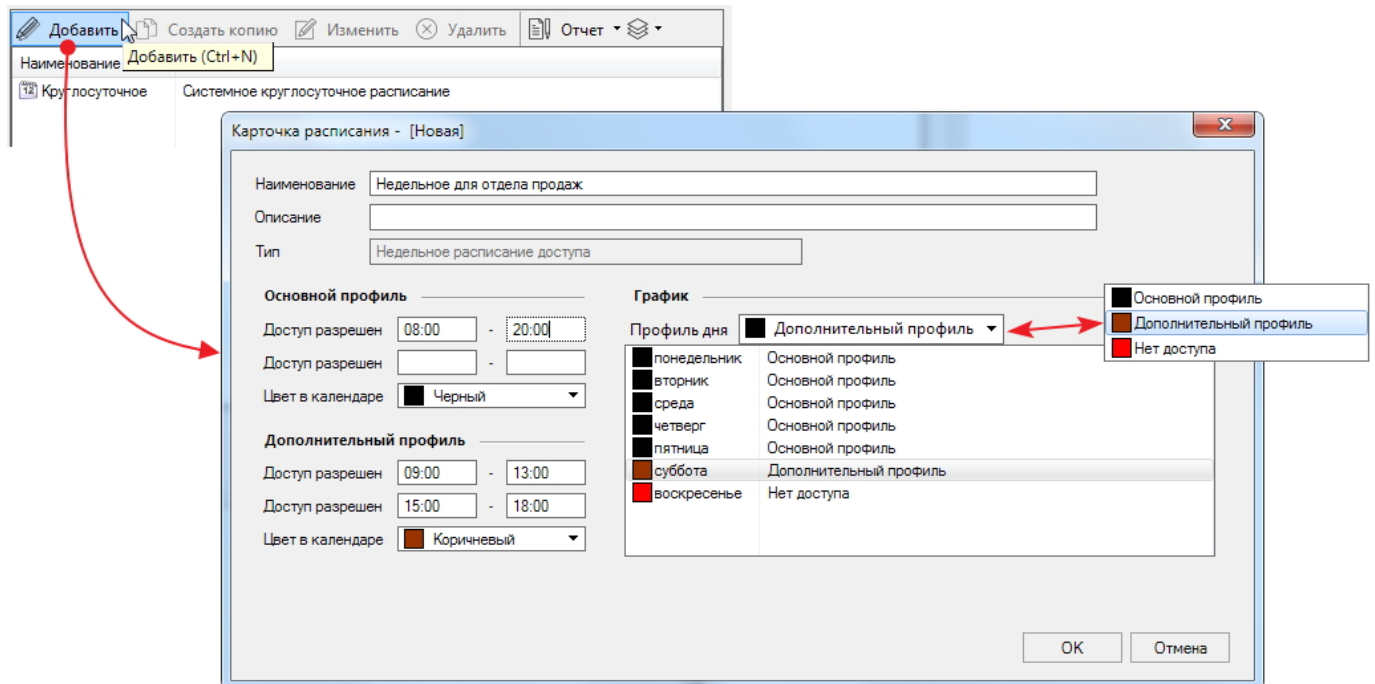 Добавить Создать копию Изменить Удалить Отчет
Добавить (Ctrl+N)
Наименование
12 Круглосуточное Системное круглосуточное расписание
Карточка расписания - [Новая]
Наименование Недельное для отдела продаж
Описание
Тип Недельное расписание доступа
Основной профиль
Доступ разрешен 08:00 - 20:00
Доступ разрешен -
Цвет в календаре Черный
Дополнительный профиль
Доступ разрешен 09:00 - 13:00
Доступ разрешен 15:00 - 18:00
Цвет в календаре Коричневый
График
Профиль дня Дополнительный профиль
понедельник Основной профиль
вторник Основной профиль
среда Основной профиль
четверг Основной профиль
пятница Основной профиль
суббота Дополнительный профиль
воскресенье Нет доступа
Основной профиль
Дополнительный профиль
Нет доступа
OK Отмена